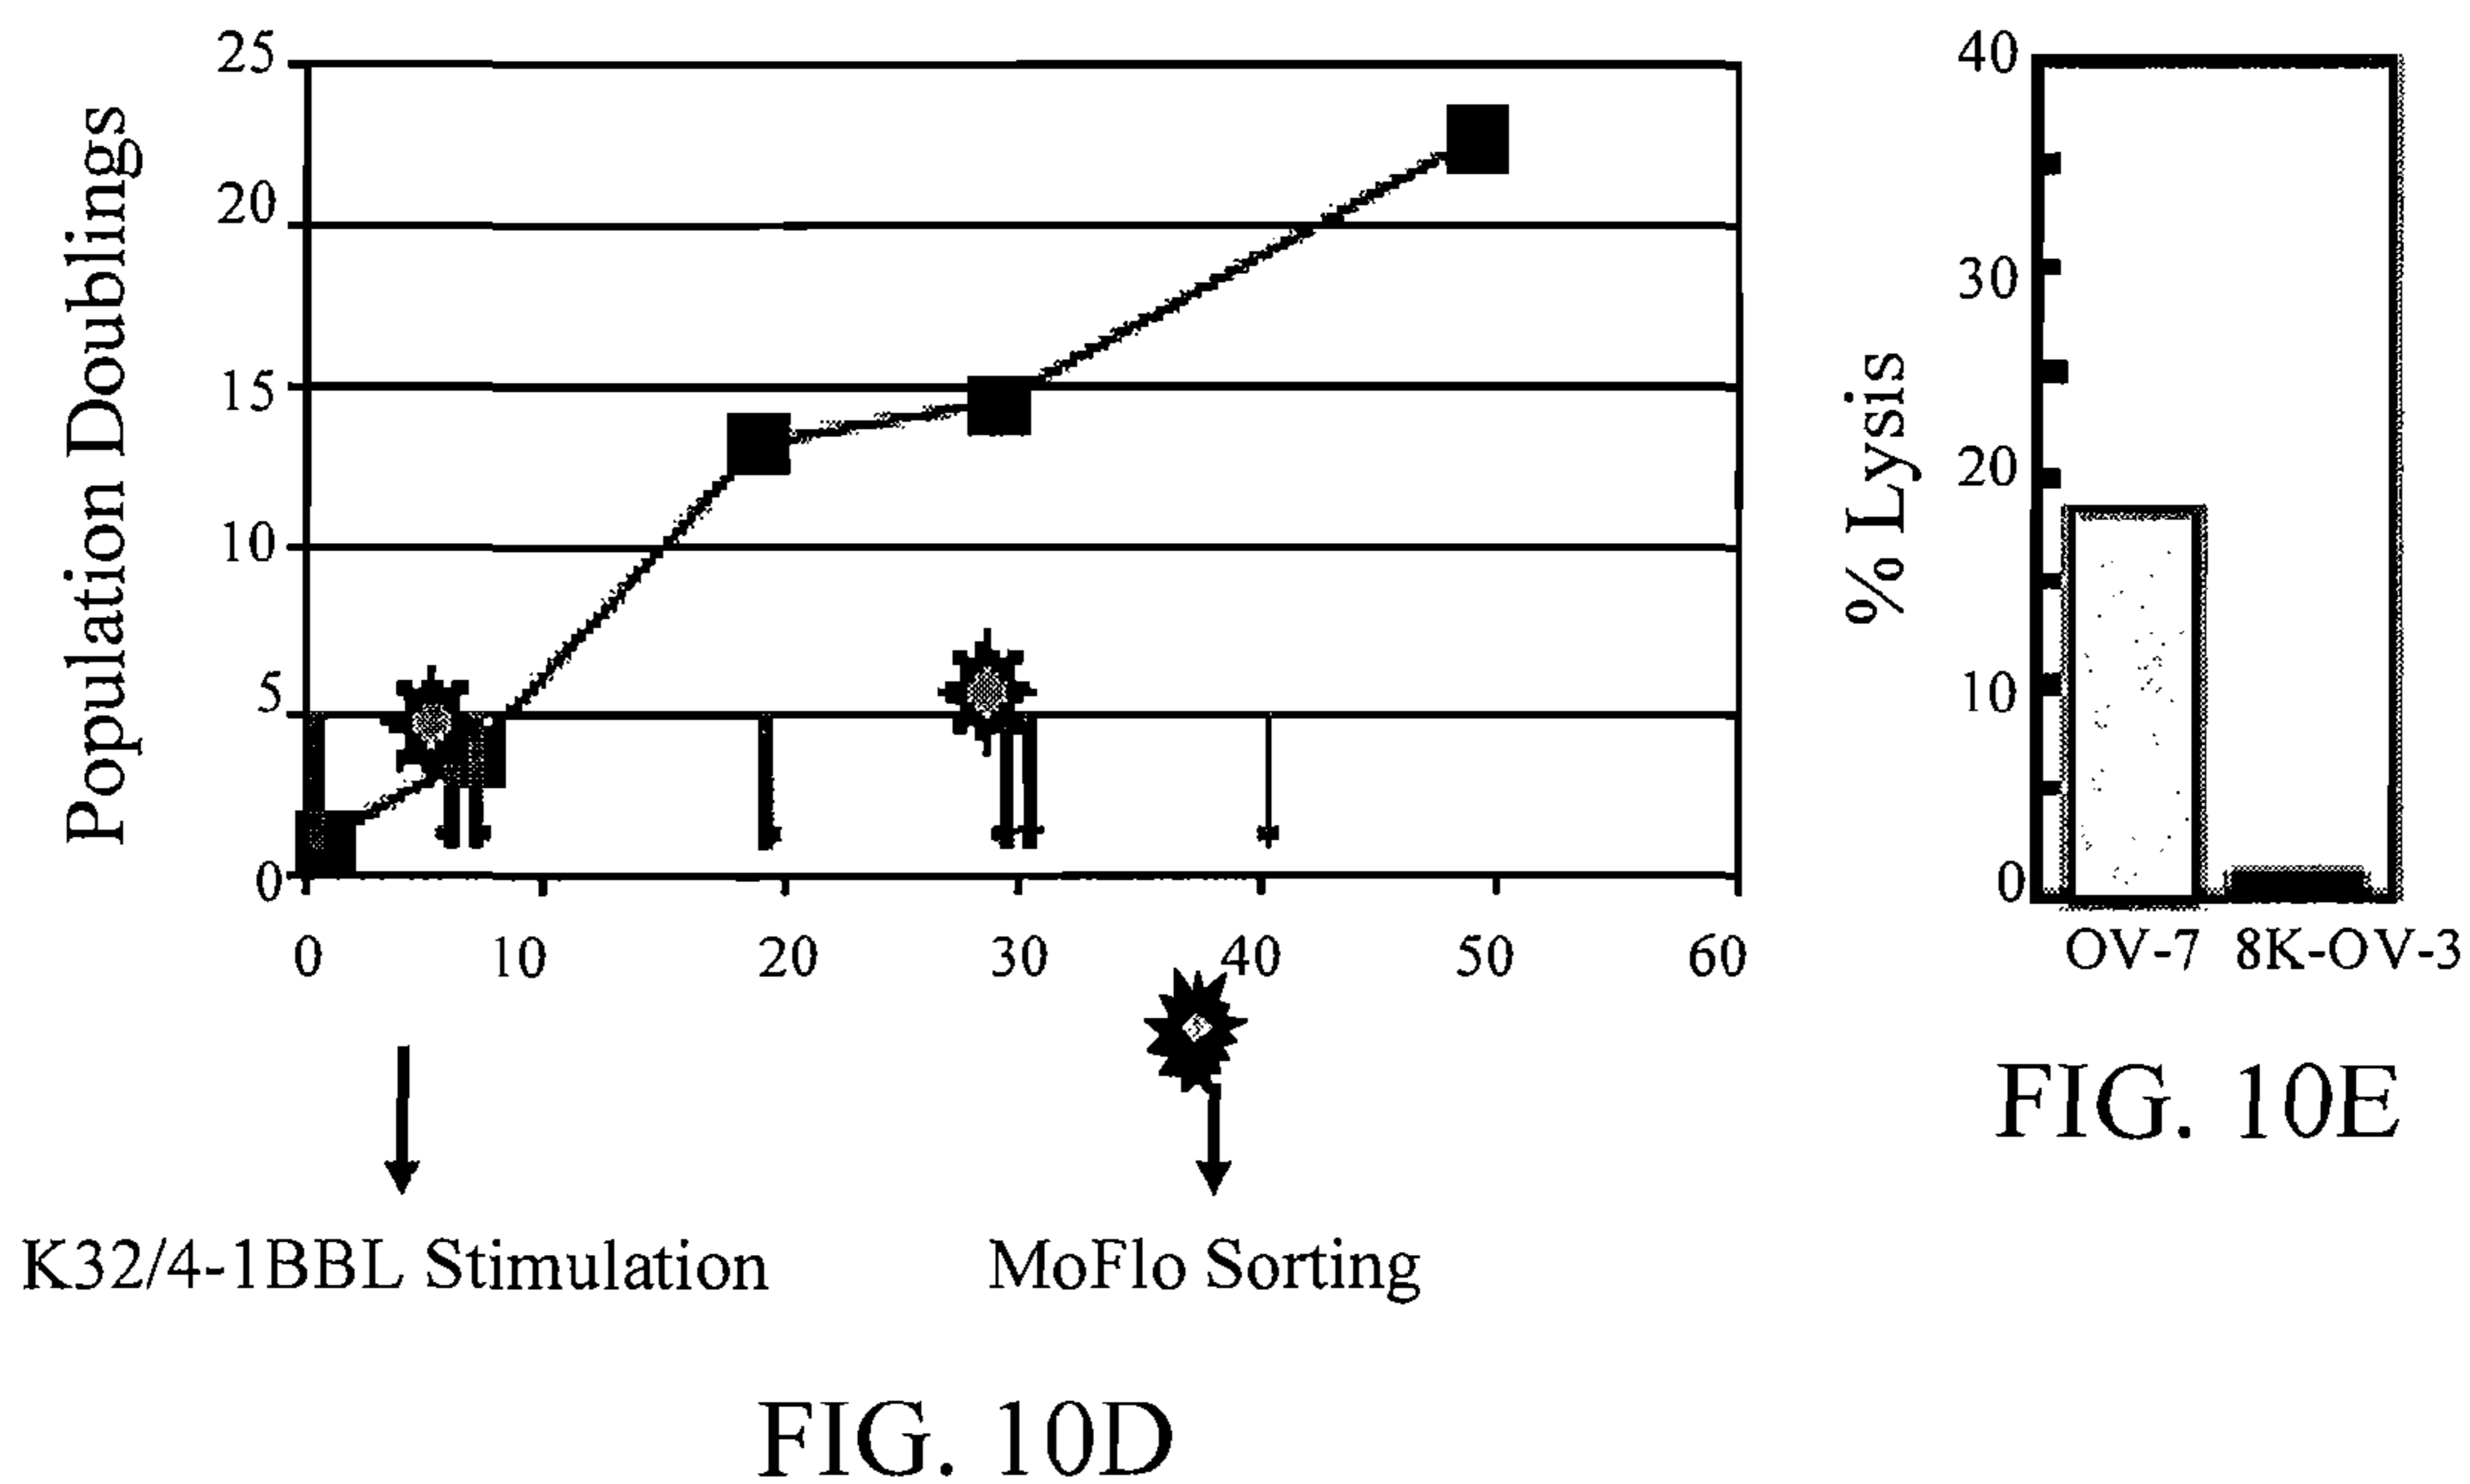 Population Doublings
25
20
15
10
5
0
0 10 20 30 40 50 60
K32/4-1BBL Stimulation
MoFlo Sorting
FIG. 10D
% Lysis
40
30
20
10
0
OV-7 8K-OV-3
FIG. 10E